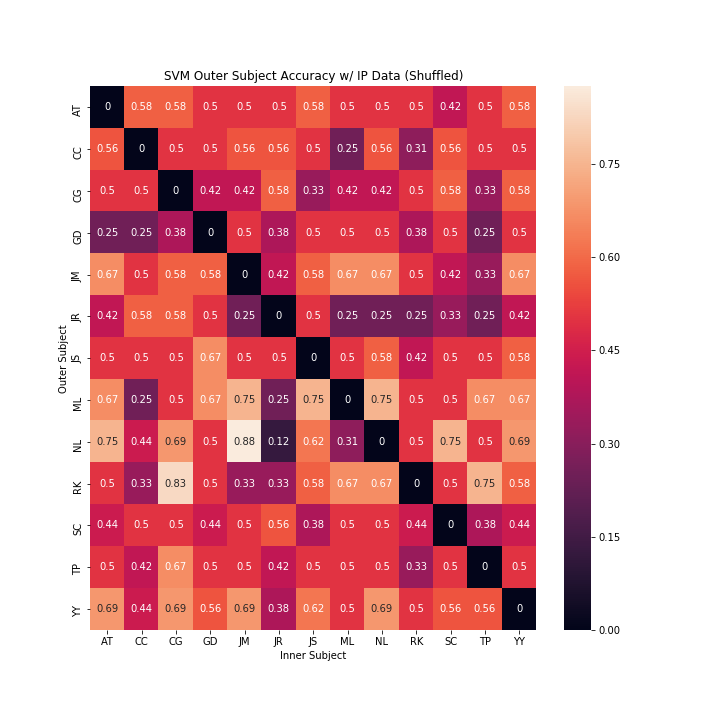 SVM Outer Subject Accuracy w/ IP Data (Shuffled)
AT 0 0.58 0.58 0.5 0.5 0.5 0.58 0.5 0.5 0.5 0.42 0.5 0.58
CC 0.56 0 0.5 0.5 0.56 0.56 0.5 0.25 0.56 0.31 0.56 0.5 0.5
CG 0.5 0.5 0 0.42 0.42 0.58 0.33 0.42 0.42 0.5 0.58 0.33 0.58
GD 0.25 0.25 0.38 0 0.5 0.38 0.5 0.5 0.5 0.38 0.5 0.25 0.5
JM 0.67 0.5 0.58 0.58 0 0.42 0.58 0.67 0.67 0.5 0.42 0.33 0.67
JR 0.42 0.58 0.58 0.5 0.25 0 0.5 0.25 0.25 0.25 0.33 0.25 0.42
JS 0.5 0.5 0.5 0.67 0.5 0.5 0 0.5 0.58 0.42 0.5 0.5 0.58
ML 0.67 0.25 0.5 0.67 0.75 0.25 0.75 0 0.75 0.5 0.5 0.67 0.67
NL 0.75 0.44 0.69 0.5 0.88 0.12 0.62 0.31 0 0.5 0.75 0.5 0.69
RK 0.5 0.33 0.83 0.5 0.33 0.33 0.58 0.67 0.67 0 0.5 0.75 0.58
SC 0.44 0.5 0.5 0.44 0.5 0.56 0.38 0.5 0.5 0.44 0 0.38 0.44
TP 0.5 0.42 0.67 0.5 0.5 0.42 0.5 0.5 0.5 0.33 0.5 0 0.5
YY 0.69 0.44 0.69 0.56 0.69 0.38 0.62 0.5 0.69 0.5 0.56 0.56 0
Outer Subject
AT CC CG GD JM JR JS ML NL RK SC TP YY
Inner Subject
0.75
0.60
0.45
0.30
0.15
0.00